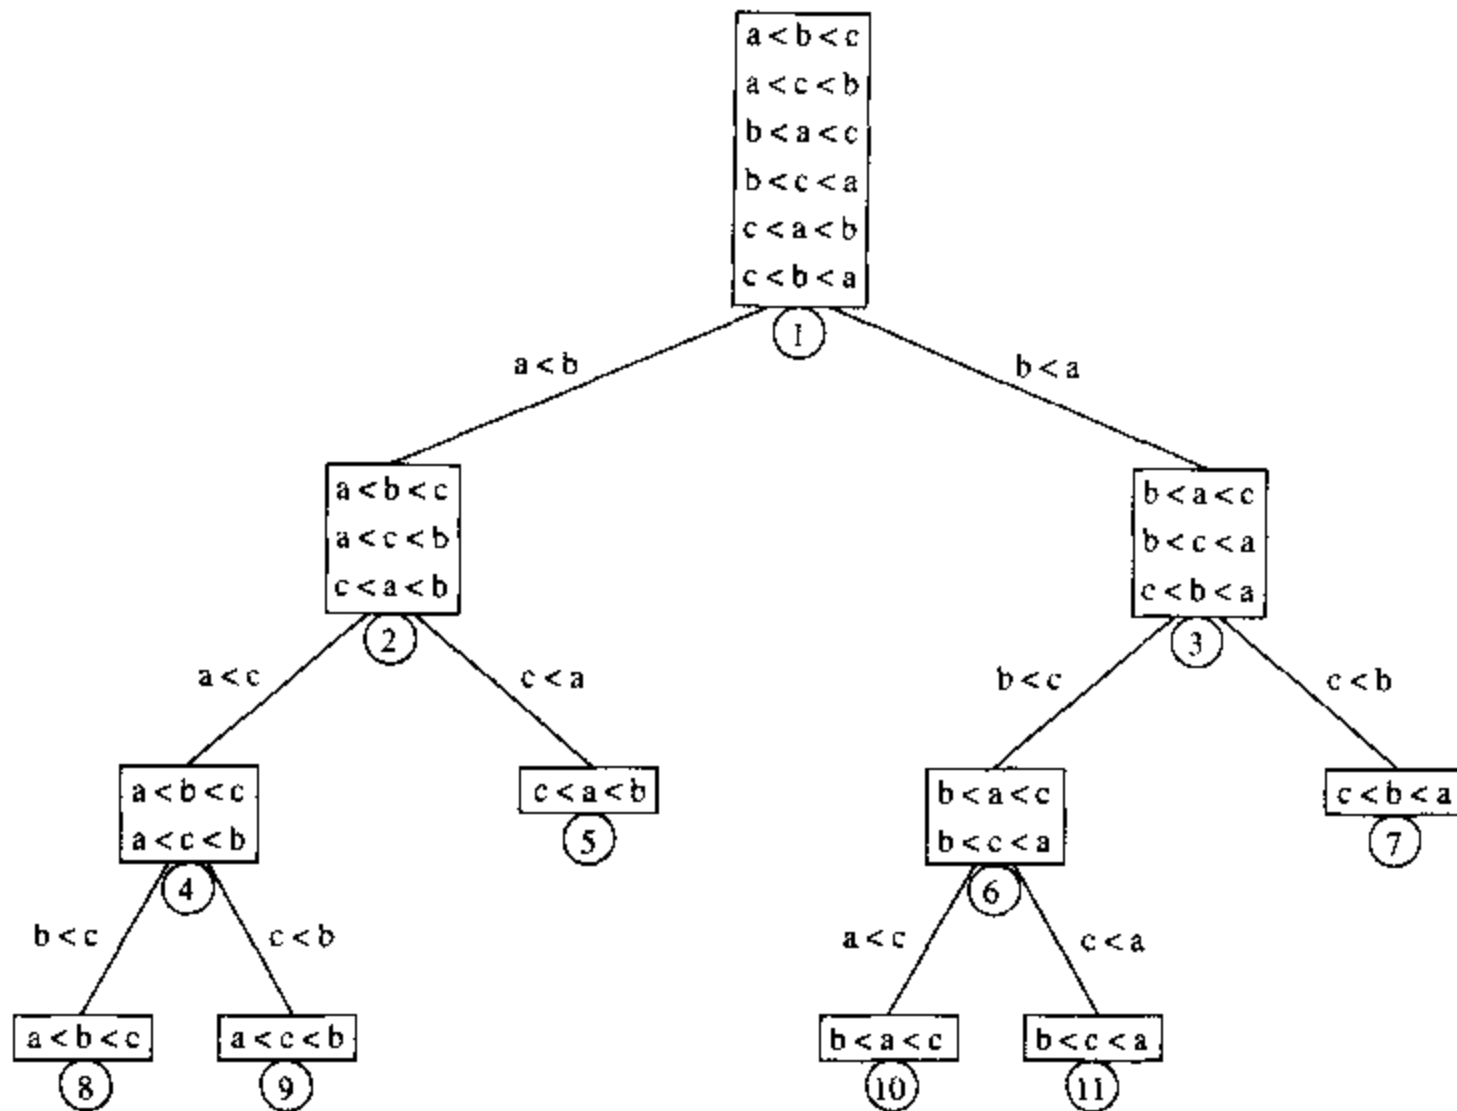 a < b < c
a < c < b
b < a < c
b < c < a
c < a < b
c < b < a
1
a < b
b < a
a < b < c
a < c < b
c < a < b
2
b < a < c
b < c < a
c < b < a
3
a < c
c < a
b < c
c < b
a < b < c
a < c < b
4
c < a < b
5
b < a < c
b < c < a
6
c < b < a
7
b < c
c < b
a < c
c < a
a < b < c
8
a < c < b
9
b < a < c
10
b < c < a
11